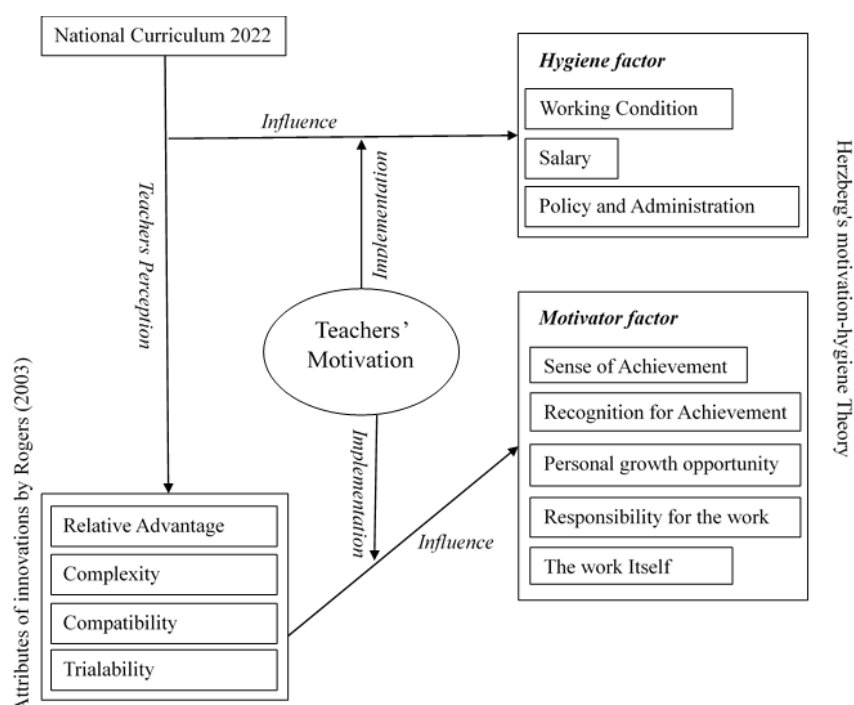 National Curriculum 2022
Influence
Teachers Perception
Implementation
Teachers’
Motivation
Implementation
Influence
Hygiene factor
Working Condition
Salary
Policy and Administration
Motivator factor
Sense of Achievement
Recognition for Achievement
Personal growth opportunity
Responsibility for the work
The work Itself
Herzberg's motivation-hygiene Theory
Attributes of innovations by Rogers (2003)
Relative Advantage
Complexity
Compatibility
Trialability